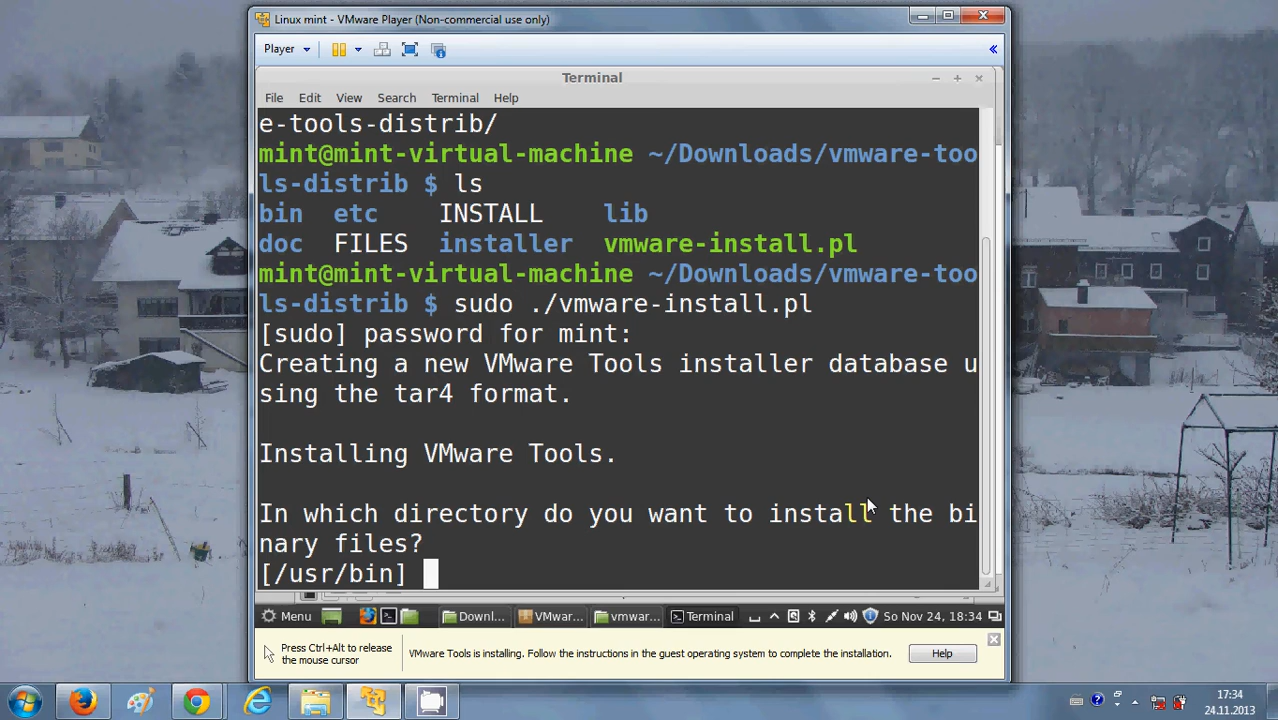 Linux mint - VMware Player (Non-commercial use only)
Player
Terminal
File Edit View Search Terminal Help
e-tools-distrib/
mint@mint-virtual-machine ~/Downloads/vmware-too
ls-distrib $ ls
bin etc INSTALL lib
doc FILES installer vmware-install.pl
mint@mint-virtual-machine ~/Downloads/vmware-too
ls-distrib $ sudo ./vmware-install.pl
[sudo] password for mint:
Creating a new VMware Tools installer database u
sing the tar4 format.
Installing VMware Tools.
In which directory do you want to install the bi
nary files?
[/usr/bin]
Menu Downl... VMwar... vmwar... Terminal So Nov 24, 18:34
Press Ctrl+Alt to release
the mouse cursor
VMware Tools is installing. Follow the instructions in the guest operating system to complete the installation.
Help
17:34
24.11.2013